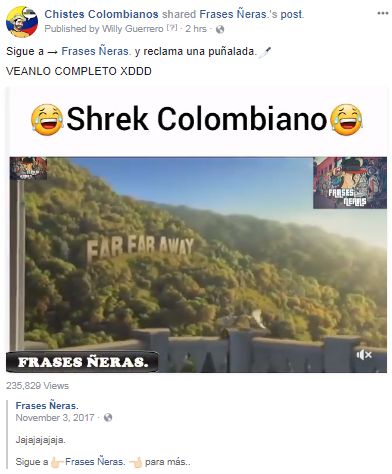 Chistes Colombianos shared Frases Ñeras.'s post.
Published by Willy Guerrero [?] · 2 hrs ·
Sigue a → Frases Ñeras. y reclama una puñalada.
VEANLO COMPLETO XDDD
Shrek Colombiano
FRASES
ÑERAS
FAR FAR AWAY
FRASES ÑERAS.
235,829 Views
Frases Ñeras.
November 3, 2017 ·
Jajajajajaja.
Sigue a Frases Ñeras. para más..